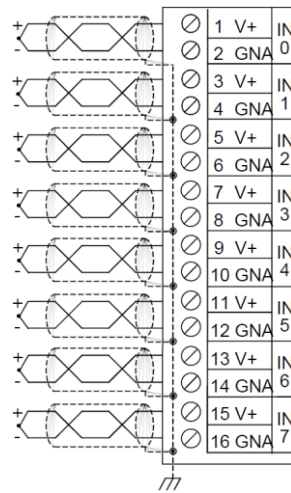 + 1 V+ IN
- 2 GNA 0
+ 3 V+ IN
- 4 GNA 1
+ 5 V+ IN
- 6 GNA 2
+ 7 V+ IN
- 8 GNA 3
+ 9 V+ IN
- 10 GNA 4
+ 11 V+ IN
- 12 GNA 5
+ 13 V+ IN
- 14 GNA 6
+ 15 V+ IN
- 16 GNA 7